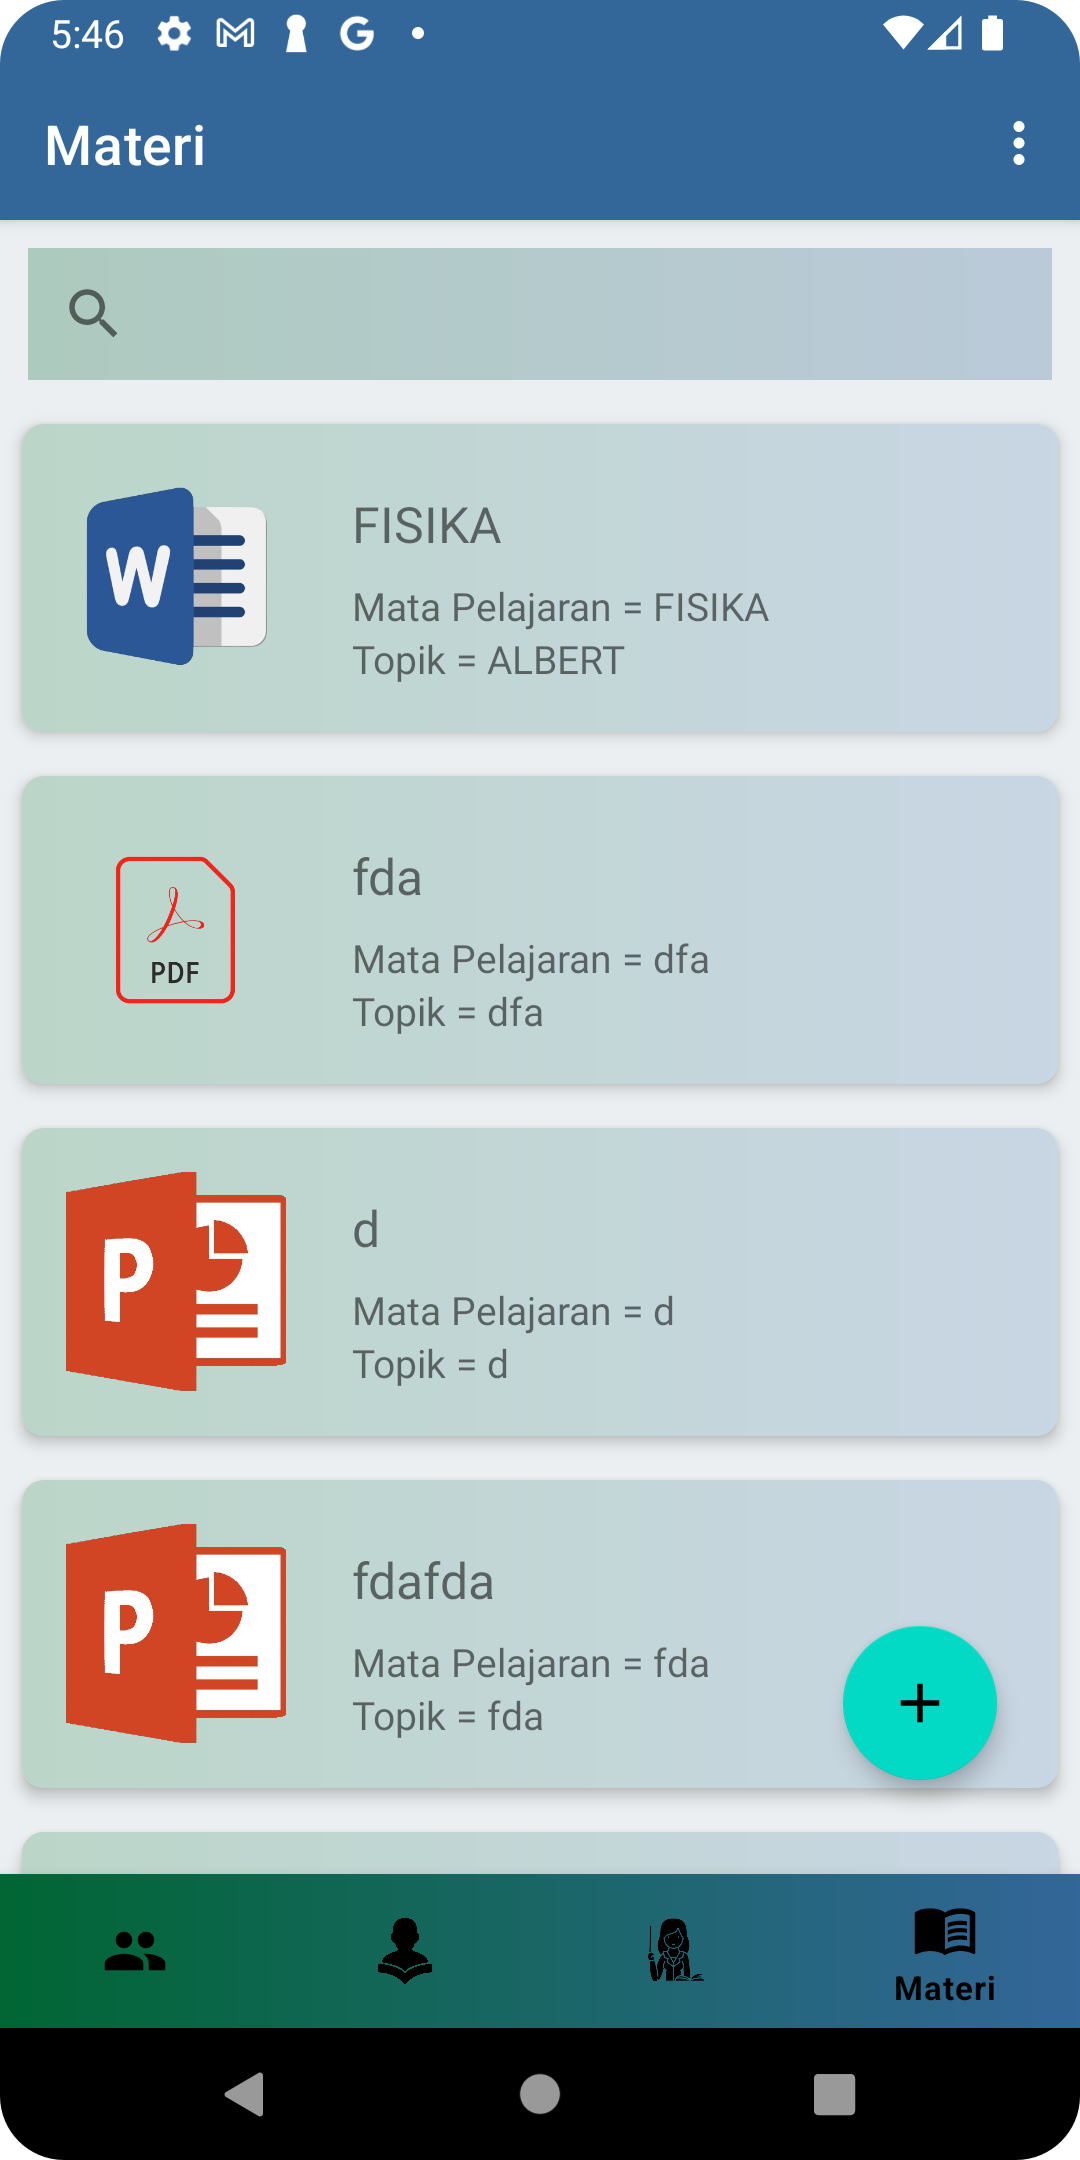 5:46
Materi
W
FISIKA
Mata Pelajaran = FISIKA
Topik = ALBERT
PDF
fda
Mata Pelajaran = dfa
Topik = dfa
P
d
Mata Pelajaran = d
Topik = d
P
fdafda
Mata Pelajaran = fda
Topik = fda
Materi